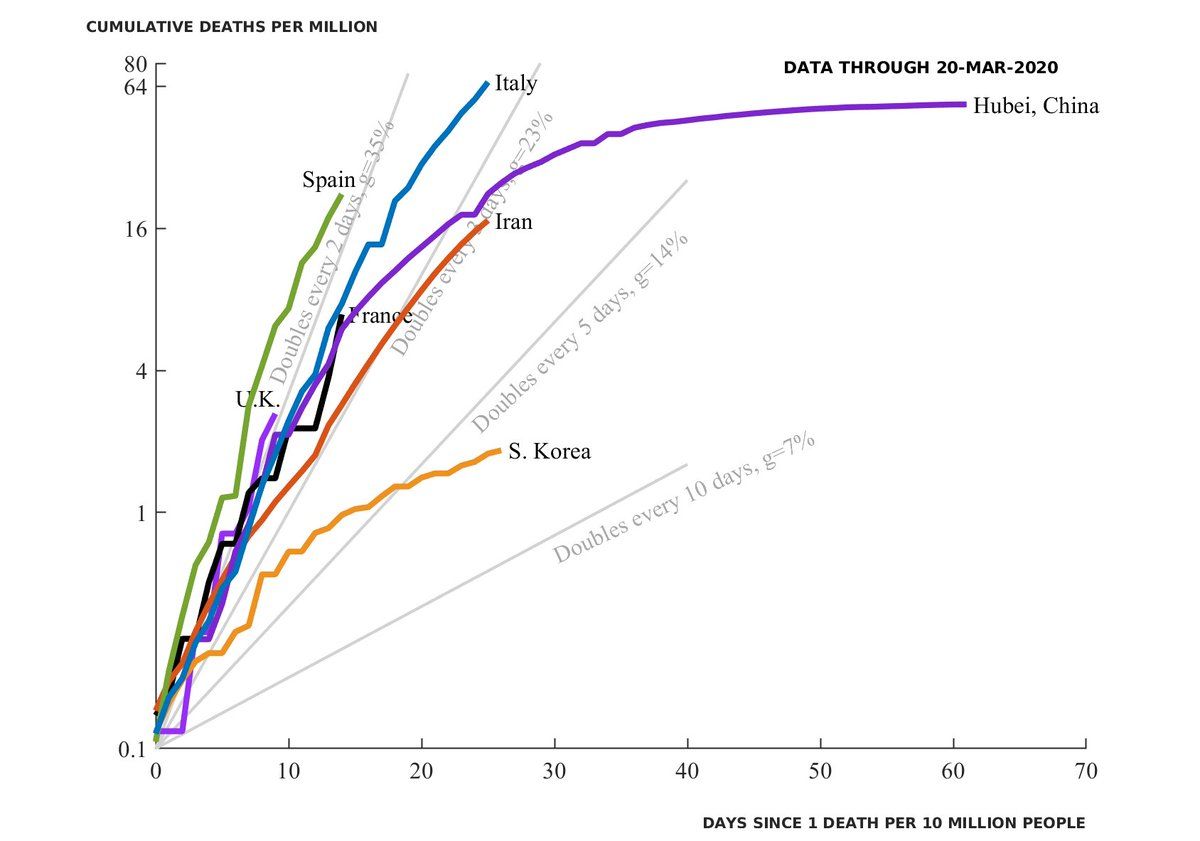 CUMULATIVE DEATHS PER MILLION
DATA THROUGH 20-MAR-2020
80
64
16
4
1
0.1
Italy
Hubei, China
Spain
Iran
France
U.K.
S. Korea
Doubles every 2 days, g=35%
Doubles every 3 days, g=23%
Doubles every 5 days, g=14%
Doubles every 10 days, g=7%
0 10 20 30 40 50 60 70
DAYS SINCE 1 DEATH PER 10 MILLION PEOPLE